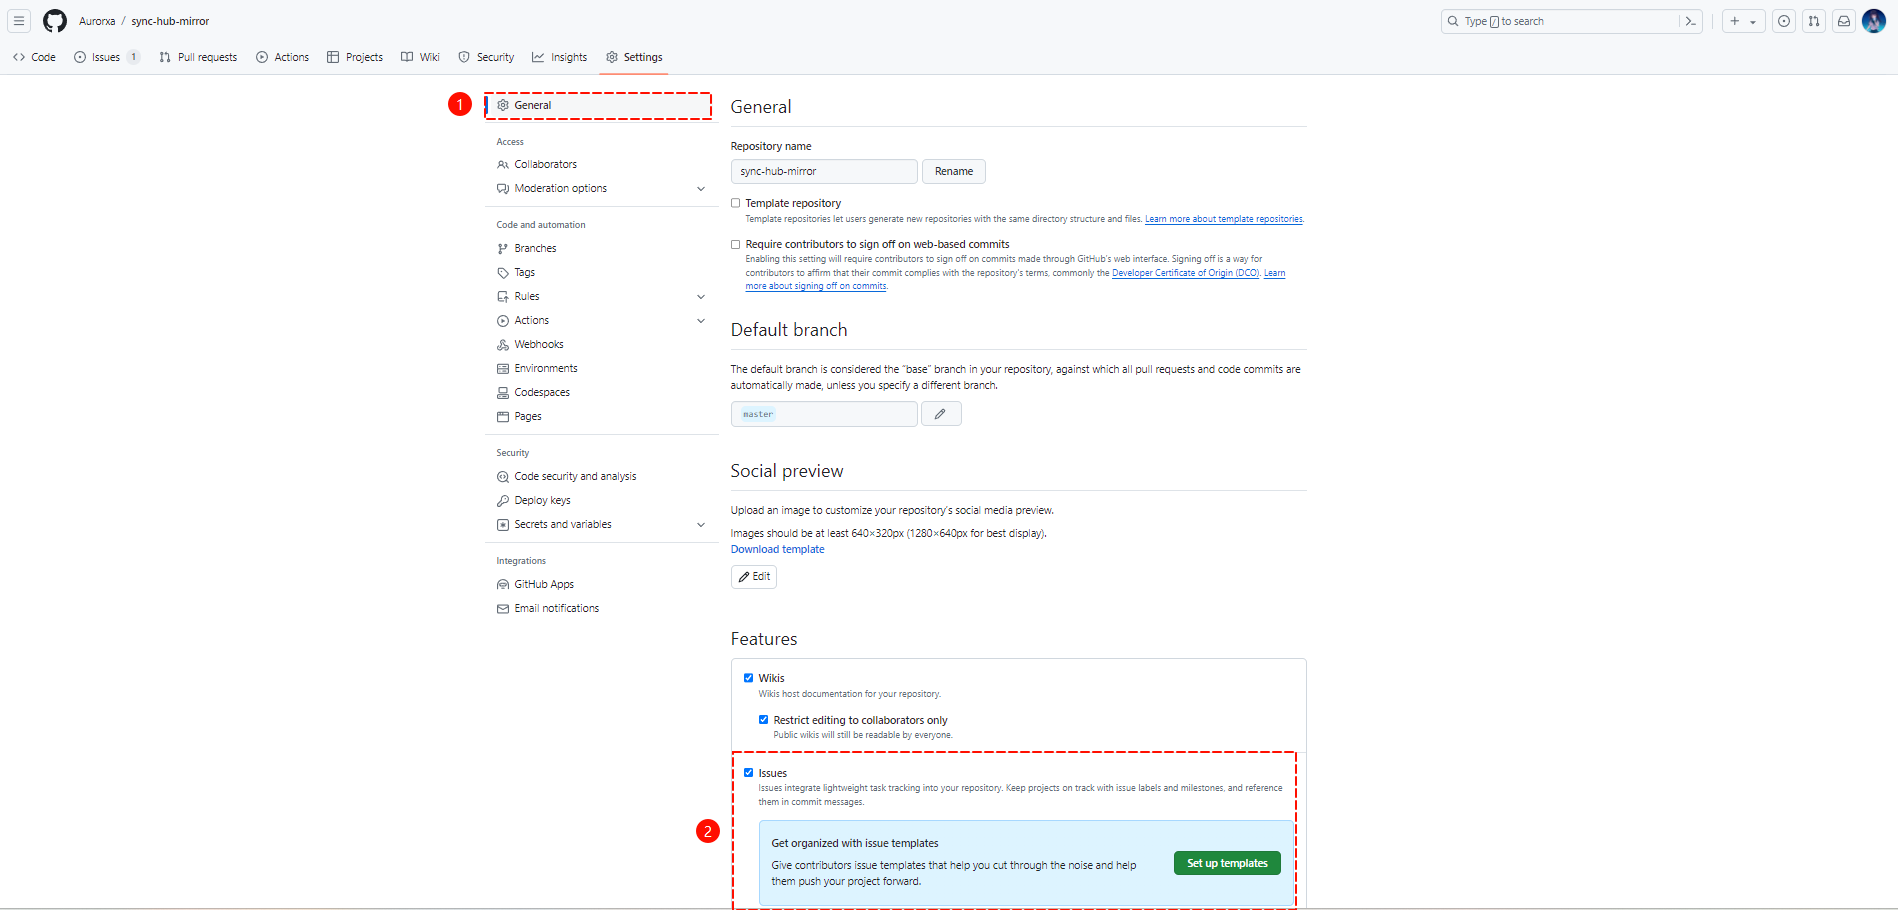 Aurorxa / sync-hub-mirror
Type / to search
Code
Issues 1
Pull requests
Actions
Projects
Wiki
Security
Insights
Settings
1
General
Access
Collaborators
Moderation options
Code and automation
Branches
Tags
Rules
Actions
Webhooks
Environments
Codespaces
Pages
Security
Code security and analysis
Deploy keys
Secrets and variables
Integrations
GitHub Apps
Email notifications
General
Repository name
sync-hub-mirror
Rename
Template repository
Template repositories let users generate new repositories with the same directory structure and files. Learn more about template repositories.
Require contributors to sign off on web-based commits
Enabling this setting will require contributors to sign off on commits made through GitHub's web interface. Signing off is a way for
contributors to affirm that their commit complies with the repository's terms, commonly the Developer Certificate of Origin (DCO). Learn
more about signing off on commits.
Default branch
The default branch is considered the "base" branch in your repository, against which all pull requests and code commits are
automatically made, unless you specify a different branch.
master
Social preview
Upload an image to customize your repository's social media preview.
Images should be at least 640×320px (1280×640px for best display).
Download template
Edit
Features
Wikis
Wikis host documentation for your repository.
Restrict editing to collaborators only
Public wikis will still be readable by everyone.
2
Issues
Issues integrate lightweight task tracking into your repository. Keep projects on track with issue labels and milestones, and reference
them in commit messages.
Get organized with issue templates
Give contributors issue templates that help you cut through the noise and help
them push your project forward.
Set up templates